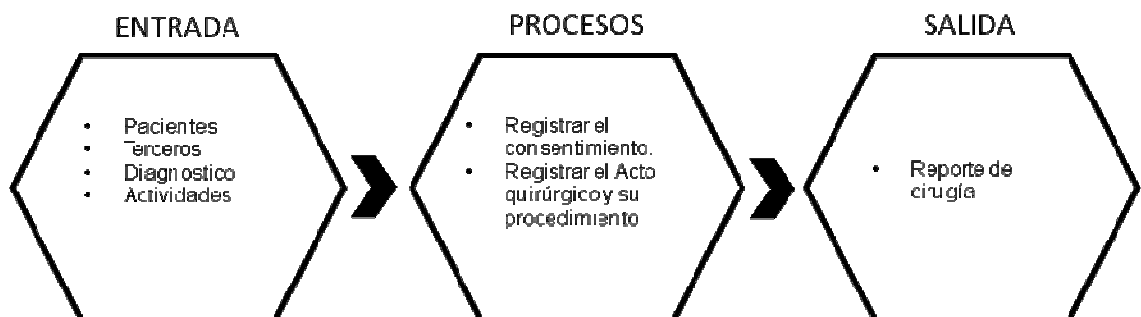 ENTRADA
• Pacientes
• Terceros
• Diagnostico
• Actividades
PROCESOS
• Registrar el
consentimiento.
• Registrar el Acto
quirúrgico y su
procedimiento
SALIDA
• Reporte de
cirugía